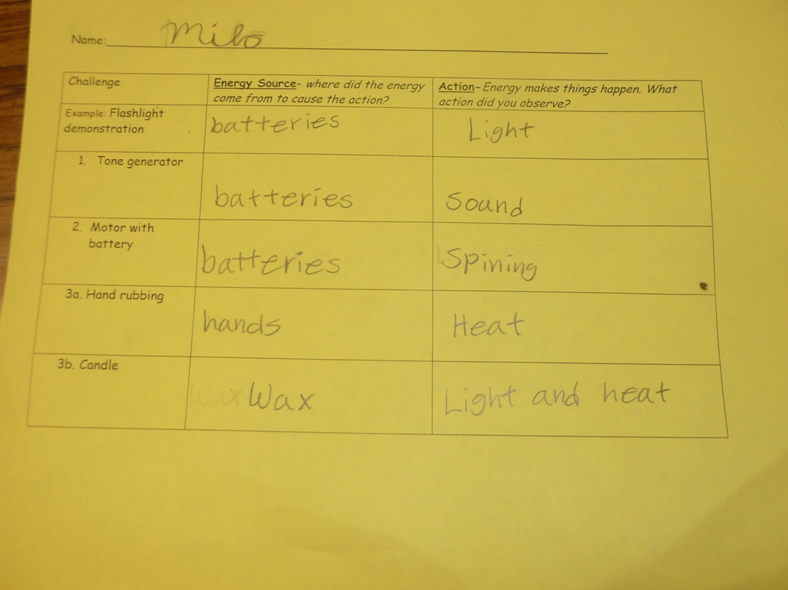 Name: Milo
Challenge
Energy Source- where did the energy
come from to cause the action?
Action- Energy makes things happen. What
action did you observe?
Example: Flashlight
demonstration
batteries
Light
1. Tone generator
batteries
Sound
2. Motor with
battery
batteries
Spining
3a. Hand rubbing
hands
Heat
3b. Candle
Wax
Light and heat